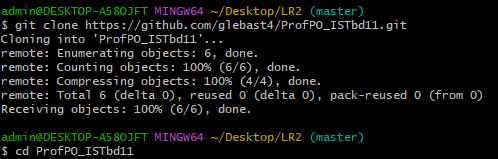 admin@DESKTOP-A58OJFT MINGW64 ~/Desktop/LR2 (master)
$ git clone https://github.com/glebast4/ProfPO_ISTbd11.git
Cloning into 'ProfPO_ISTbd11'...
remote: Enumerating objects: 6, done.
remote: Counting objects: 100% (6/6), done.
remote: Compressing objects: 100% (4/4), done.
remote: Total 6 (delta 0), reused 0 (delta 0), pack-reused 0 (from 0)
Receiving objects: 100% (6/6), done.
admin@DESKTOP-A58OJFT MINGW64 ~/Desktop/LR2 (master)
$ cd ProfPO_ISTbd11